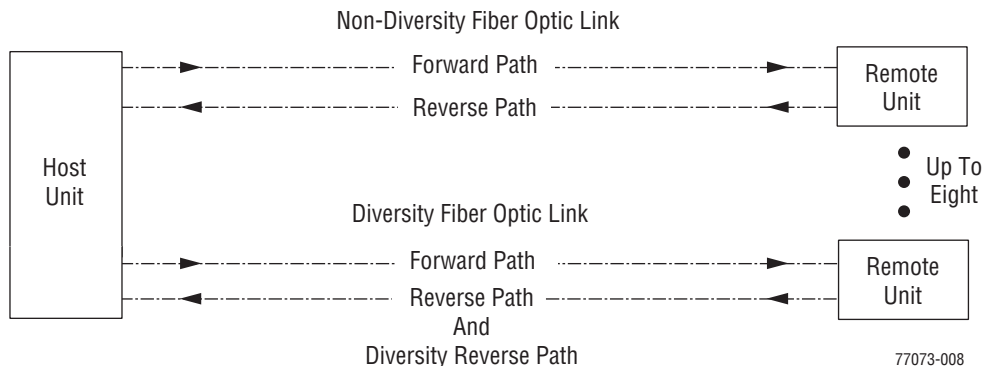 Non-Diversity Fiber Optic Link
Forward Path
Reverse Path
Host
Unit
Remote
Unit
Up To
Eight
Diversity Fiber Optic Link
Forward Path
Reverse Path
And
Diversity Reverse Path
Remote
Unit
77073-008